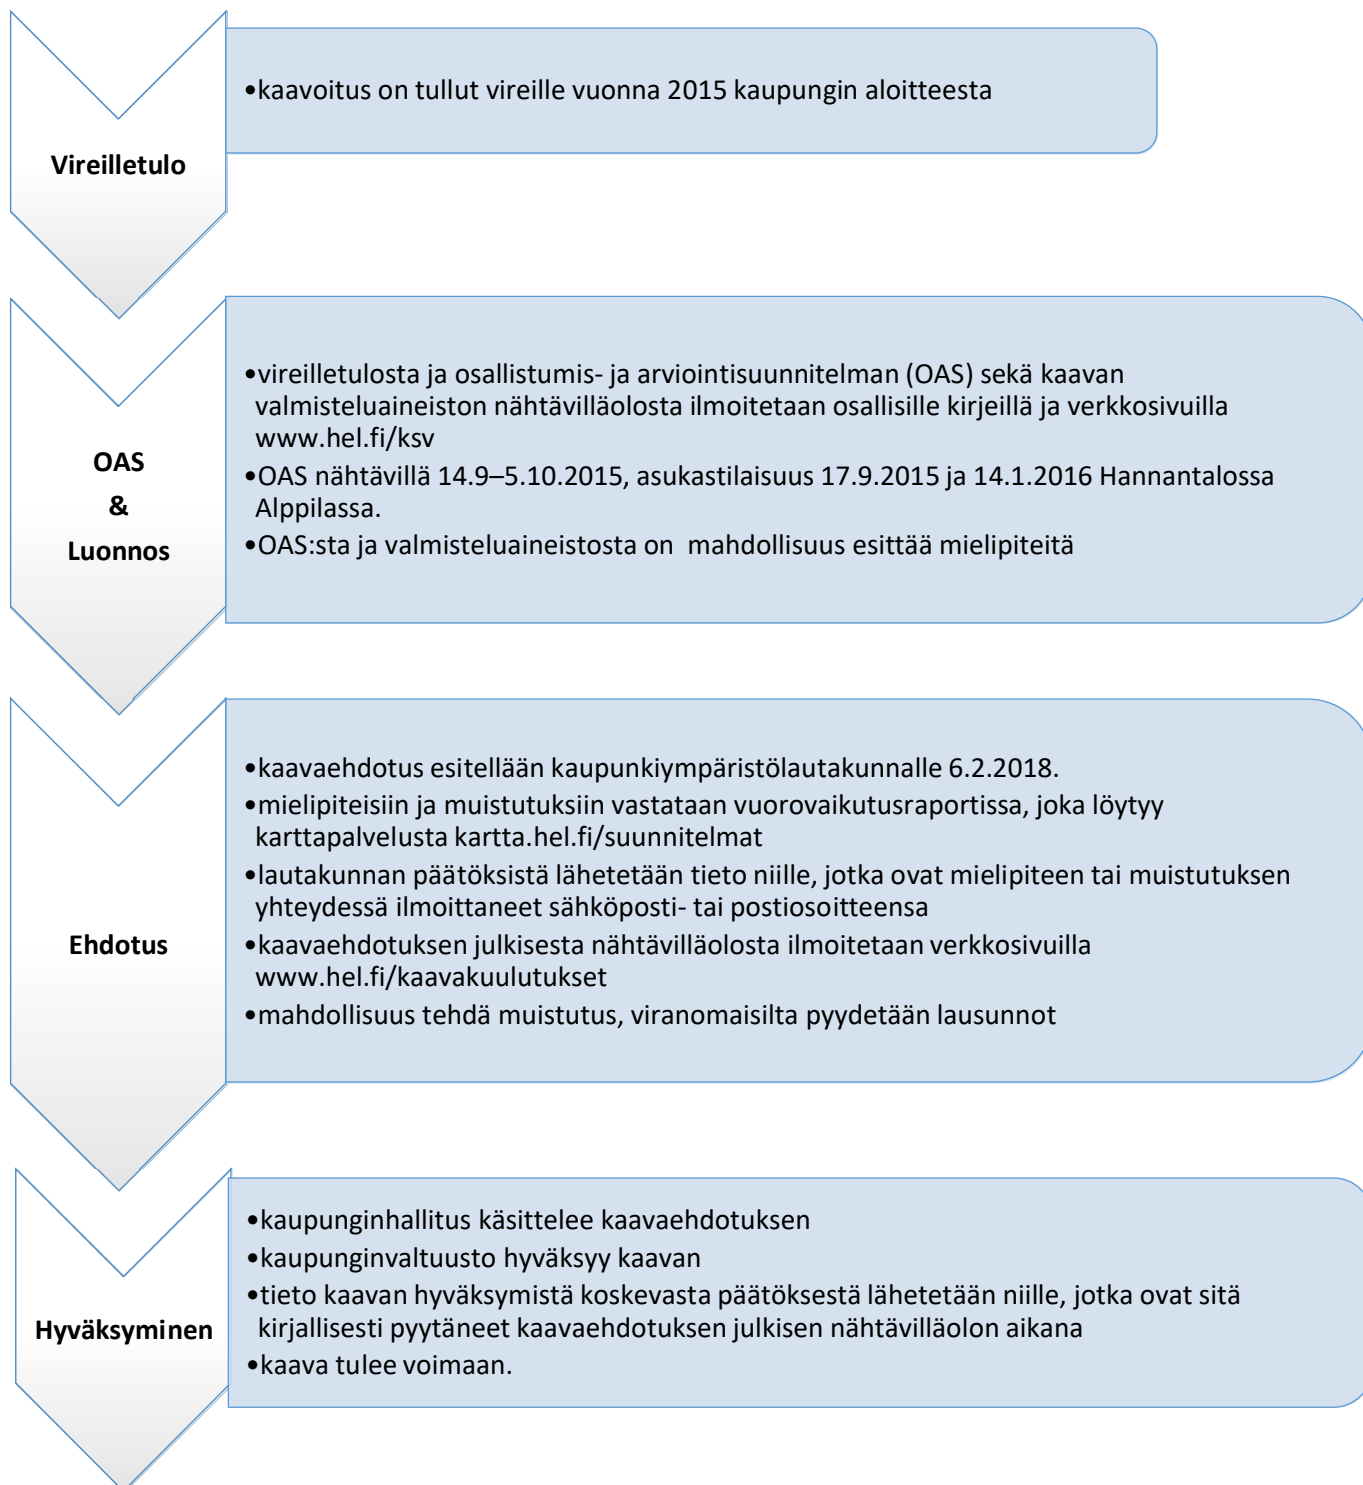 Vireilletulo
•kaavoitus on tullut vireille vuonna 2015 kaupungin aloitteesta
OAS
&
Luonnos
•vireilletulosta ja osallistumis- ja arviointisuunnitelman (OAS) sekä kaavan
valmisteluaineiston nähtävilläolosta ilmoitetaan osallisille kirjeillä ja verkkosivuilla
www.hel.fi/ksv
•OAS nähtävillä 14.9–5.10.2015, asukastilaisuus 17.9.2015 ja 14.1.2016 Hannantalossa
Alppilassa.
•OAS:sta ja valmisteluaineistosta on  mahdollisuus esittää mielipiteitä
Ehdotus
•kaavaehdotus esitellään kaupunkiympäristölautakunnalle 6.2.2018.
•mielipiteisiin ja muistutuksiin vastataan vuorovaikutusraportissa, joka löytyy
karttapalvelusta kartta.hel.fi/suunnitelmat
•lautakunnan päätöksistä lähetetään tieto niille, jotka ovat mielipiteen tai muistutuksen
yhteydessä ilmoittaneet sähköposti- tai postiosoitteensa
•kaavaehdotuksen julkisesta nähtävilläolosta ilmoitetaan verkkosivuilla
www.hel.fi/kaavakuulutukset
•mahdollisuus tehdä muistutus, viranomaisilta pyydetään lausunnot
Hyväksyminen
•kaupunginhallitus käsittelee kaavaehdotuksen
•kaupunginvaltuusto hyväksyy kaavan
•tieto kaavan hyväksymistä koskevasta päätöksestä lähetetään niille, jotka ovat sitä
kirjallisesti pyytäneet kaavaehdotuksen julkisen nähtävilläolon aikana
•kaava tulee voimaan.